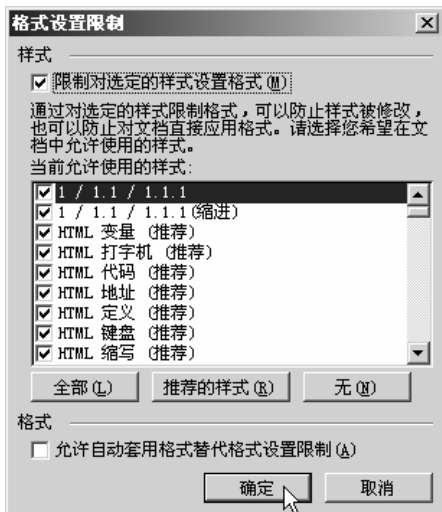 格式设置限制
样式
限制对选定的样式设置格式(M)
通过对选定的样式限制格式，可以防止样式被修改，
也可以防止对文档直接应用格式。请选择您希望在文
档中允许使用的样式。
当前允许使用的样式:
1 / 1.1 / 1.1.1
1 / 1.1 / 1.1.1(缩进)
HTML 变量 (推荐)
HTML 打字机 (推荐)
HTML 代码 (推荐)
HTML 地址 (推荐)
HTML 定义 (推荐)
HTML 键盘 (推荐)
HTML 缩写 (推荐)
全部(L) 推荐的样式(R) 无(N)
格式
允许自动套用格式替代格式设置限制(A)
确定 取消